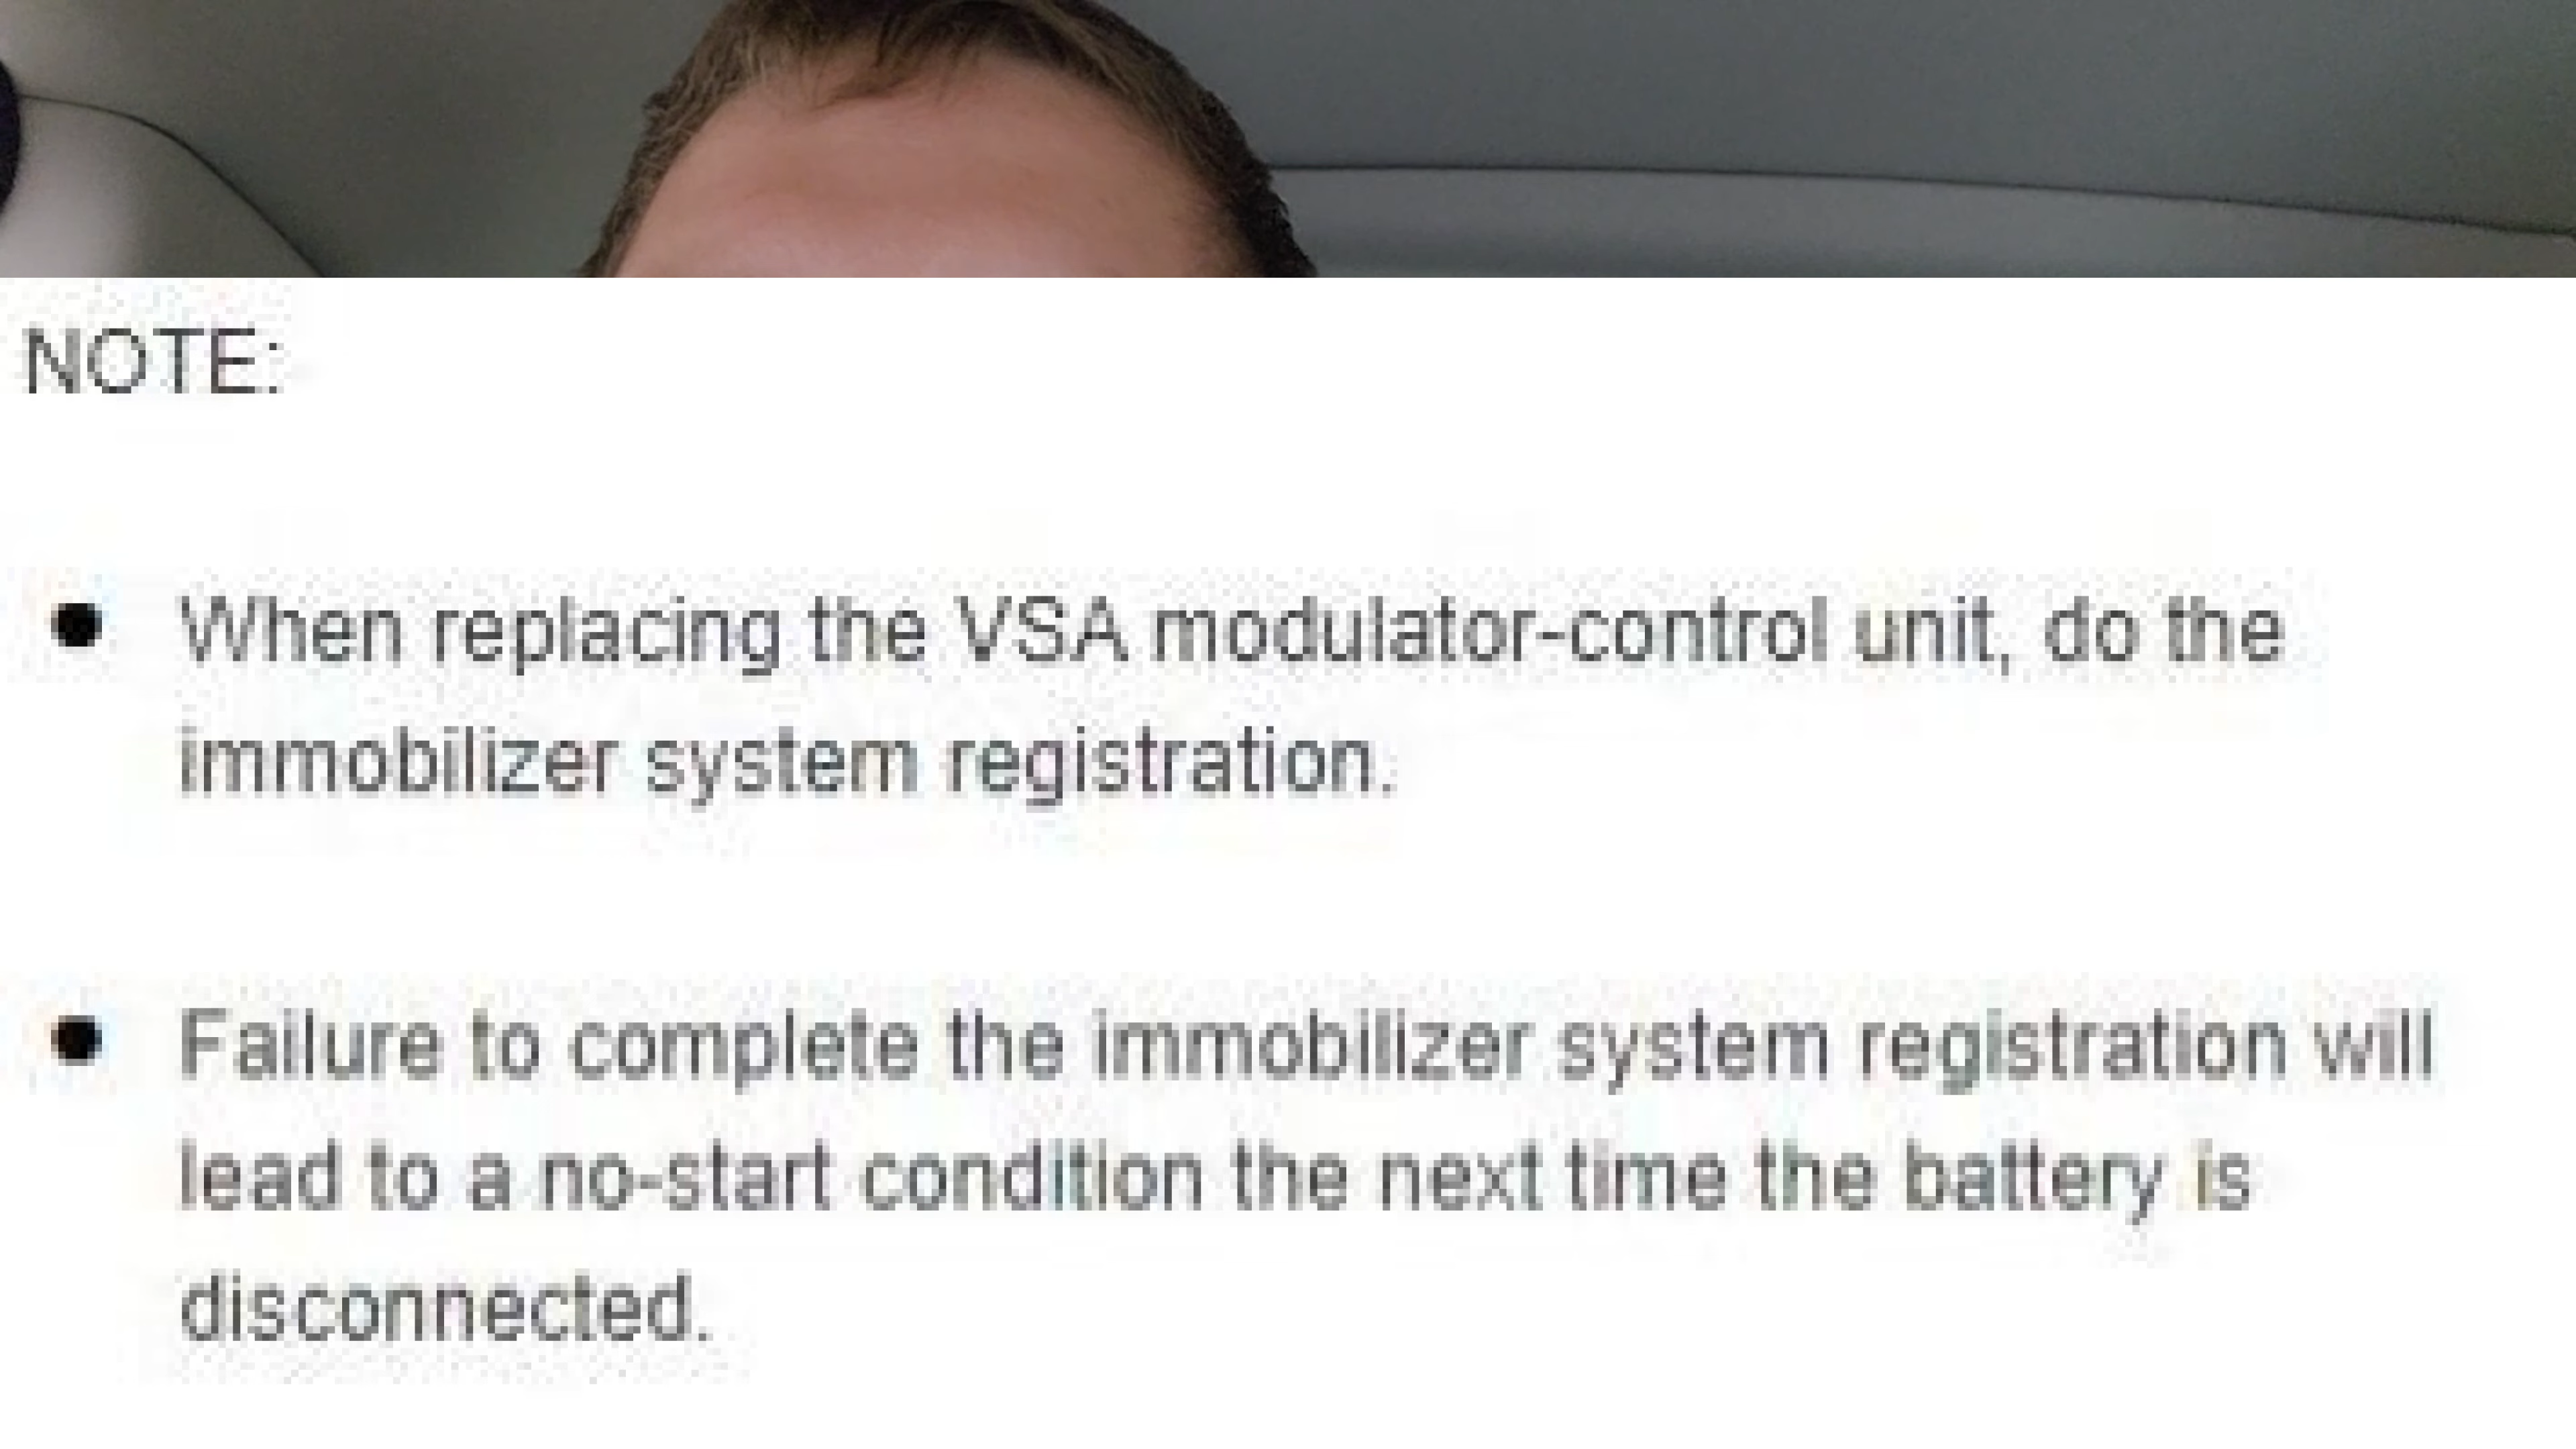 NOTE:
● When replacing the VSA modulator-control unit, do the
immobilizer system registration.
● Failure to complete the immobilizer system registration will
lead to a no-start condition the next time the battery is
disconnected.